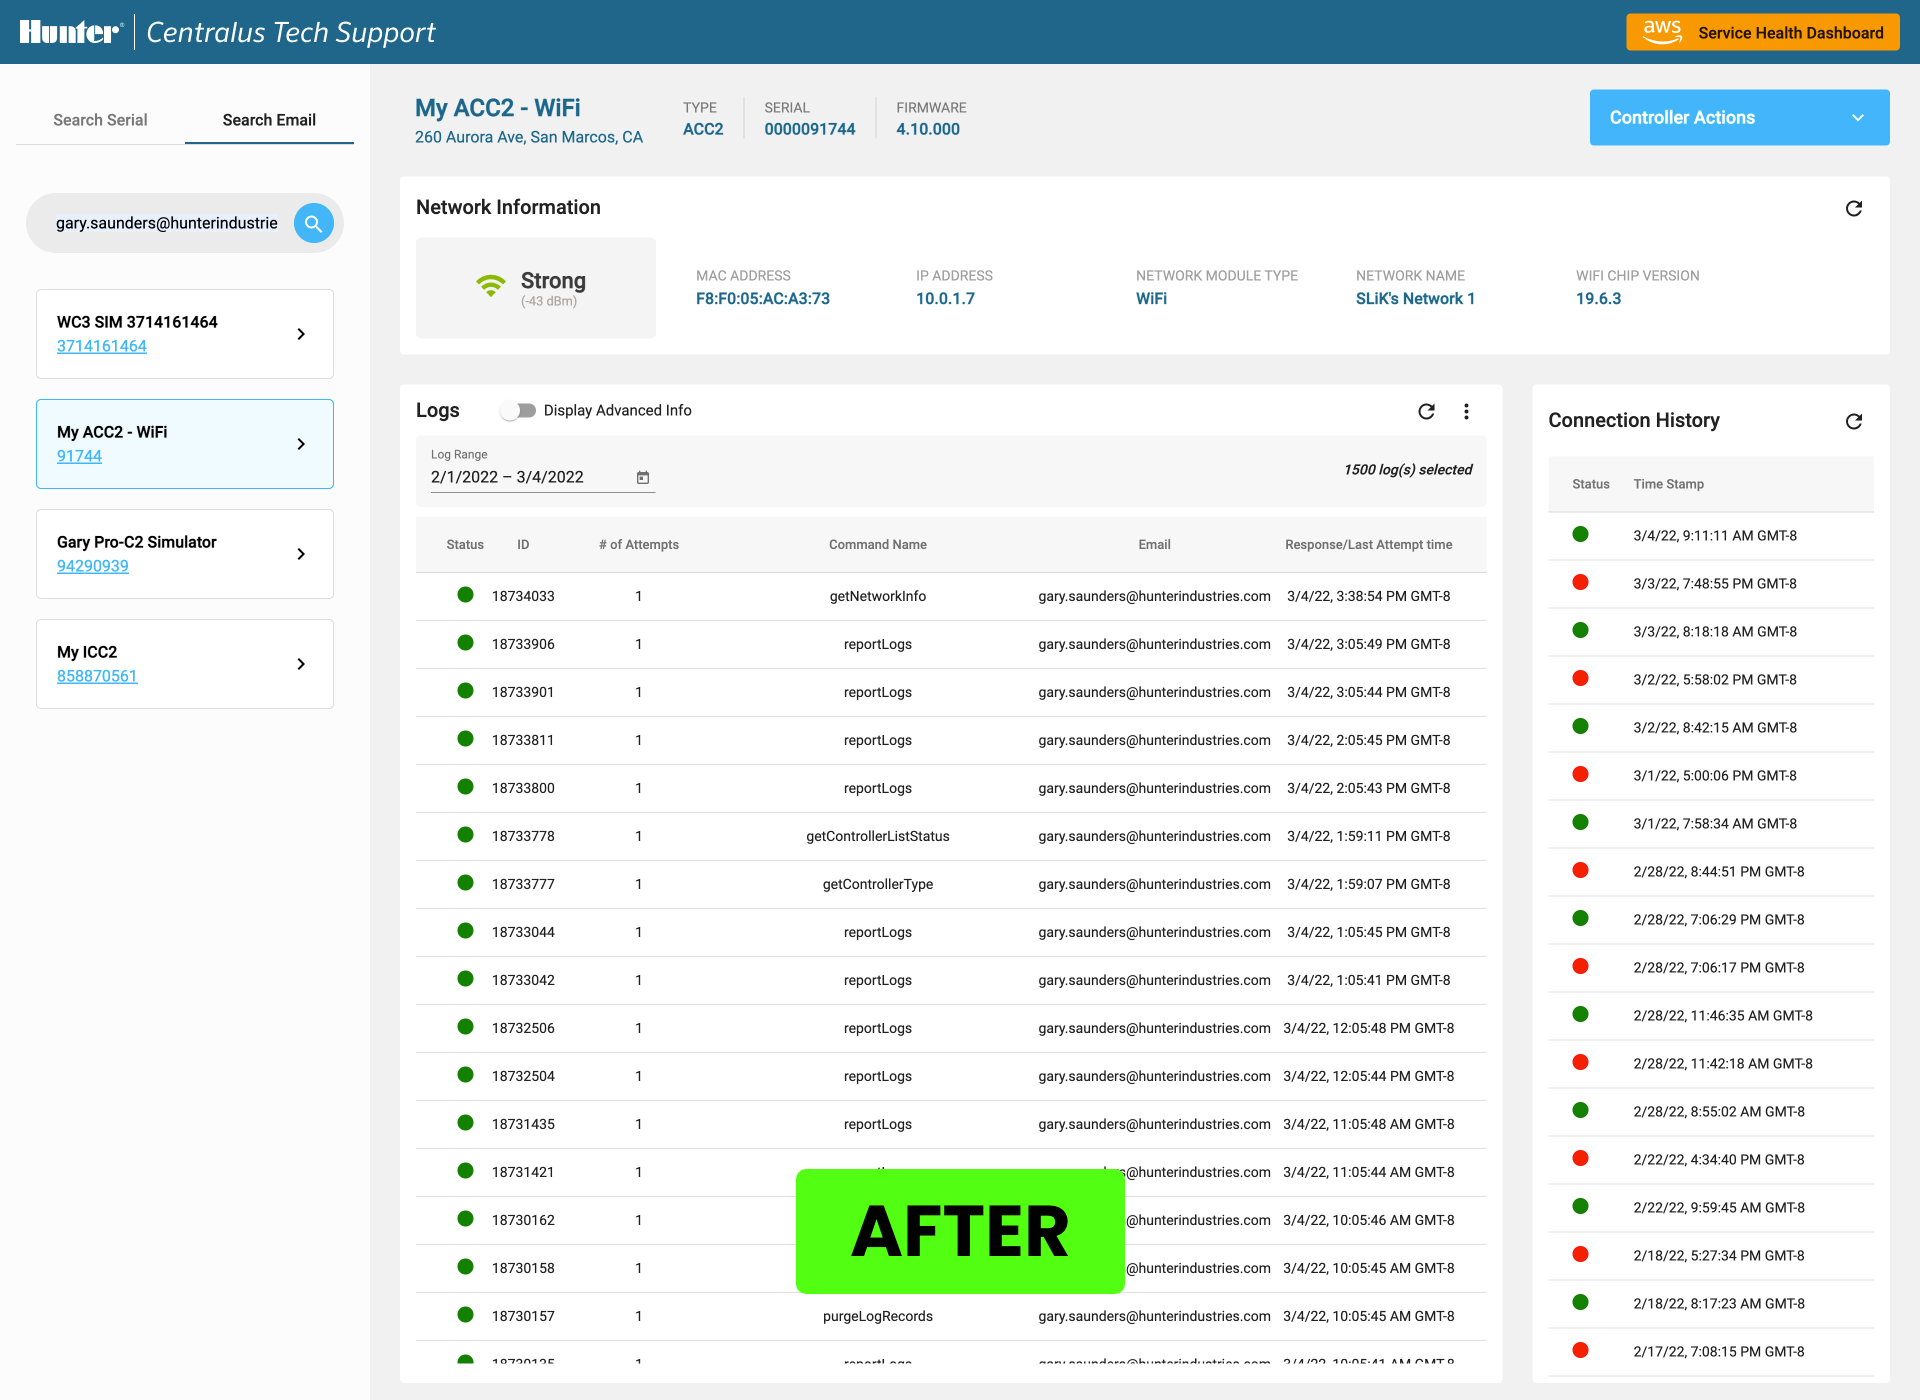 Hunter® Centralus Tech Support
aws Service Health Dashboard
Search Serial Search Email
gary.saunders@hunterindustrie
WC3 SIM 3714161464
3714161464
My ACC2 - WiFi
91744
Gary Pro-C2 Simulator
94290939
My ICC2
858870561
My ACC2 - WiFi
260 Aurora Ave, San Marcos, CA
TYPE
ACC2
SERIAL
0000091744
FIRMWARE
4.10.000
Controller Actions
Network Information
Strong
(-43 dBm)
MAC ADDRESS
F8:F0:05:AC:A3:73
IP ADDRESS
10.0.1.7
NETWORK MODULE TYPE
WiFi
NETWORK NAME
SLiK's Network 1
WIFI CHIP VERSION
19.6.3
Logs Display Advanced Info
Log Range
2/1/2022 – 3/4/2022
1500 log(s) selected
Status ID # of Attempts Command Name Email Response/Last Attempt time
18734033 1 getNetworkInfo gary.saunders@hunterindustries.com 3/4/22, 3:38:54 PM GMT-8
18733906 1 reportLogs gary.saunders@hunterindustries.com 3/4/22, 3:05:49 PM GMT-8
18733901 1 reportLogs gary.saunders@hunterindustries.com 3/4/22, 3:05:44 PM GMT-8
18733811 1 reportLogs gary.saunders@hunterindustries.com 3/4/22, 2:05:45 PM GMT-8
18733800 1 reportLogs gary.saunders@hunterindustries.com 3/4/22, 2:05:43 PM GMT-8
18733778 1 getControllerListStatus gary.saunders@hunterindustries.com 3/4/22, 1:59:11 PM GMT-8
18733777 1 getControllerType gary.saunders@hunterindustries.com 3/4/22, 1:59:07 PM GMT-8
18733044 1 reportLogs gary.saunders@hunterindustries.com 3/4/22, 1:05:45 PM GMT-8
18733042 1 reportLogs gary.saunders@hunterindustries.com 3/4/22, 1:05:41 PM GMT-8
18732506 1 reportLogs gary.saunders@hunterindustries.com 3/4/22, 12:05:48 PM GMT-8
18732504 1 reportLogs gary.saunders@hunterindustries.com 3/4/22, 12:05:44 PM GMT-8
18731435 1 reportLogs gary.saunders@hunterindustries.com 3/4/22, 11:05:48 AM GMT-8
18731421 1 s@hunterindustries.com 3/4/22, 11:05:44 AM GMT-8
18730162 1 @hunterindustries.com 3/4/22, 10:05:46 AM GMT-8
AFTER
18730158 1 @hunterindustries.com 3/4/22, 10:05:45 AM GMT-8
18730157 1 purgeLogRecords gary.saunders@hunterindustries.com 3/4/22, 10:05:45 AM GMT-8
Connection History
Status Time Stamp
3/4/22, 9:11:11 AM GMT-8
3/3/22, 7:48:55 PM GMT-8
3/3/22, 8:18:18 AM GMT-8
3/2/22, 5:58:02 PM GMT-8
3/2/22, 8:42:15 AM GMT-8
3/1/22, 5:00:06 PM GMT-8
3/1/22, 7:58:34 AM GMT-8
2/28/22, 8:44:51 PM GMT-8
2/28/22, 7:06:29 PM GMT-8
2/28/22, 7:06:17 PM GMT-8
2/28/22, 11:46:35 AM GMT-8
2/28/22, 11:42:18 AM GMT-8
2/28/22, 8:55:02 AM GMT-8
2/22/22, 4:34:40 PM GMT-8
2/22/22, 9:59:45 AM GMT-8
2/18/22, 5:27:34 PM GMT-8
2/18/22, 8:17:23 AM GMT-8
2/17/22, 7:08:15 PM GMT-8